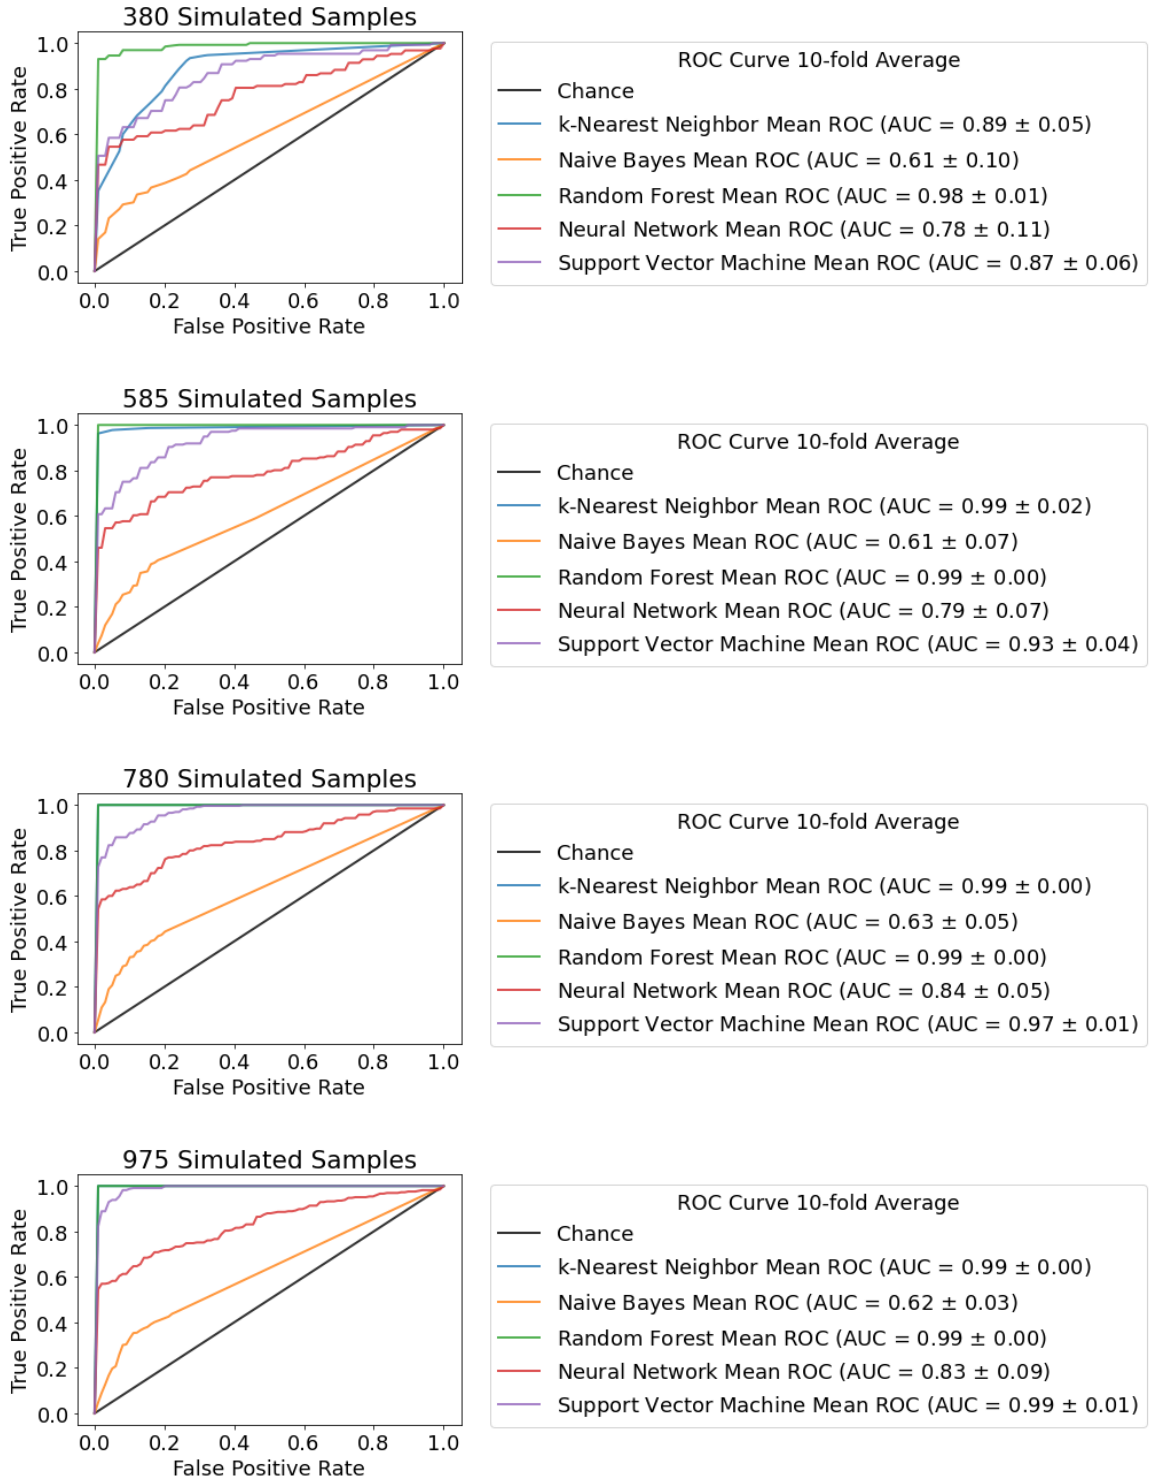 380 Simulated Samples
True Positive Rate
1.0
0.8
0.6
0.4
0.2
0.0
0.0 0.2 0.4 0.6 0.8 1.0
False Positive Rate
ROC Curve 10-fold Average
Chance
k-Nearest Neighbor Mean ROC (AUC = 0.89 ± 0.05)
Naive Bayes Mean ROC (AUC = 0.61 ± 0.10)
Random Forest Mean ROC (AUC = 0.98 ± 0.01)
Neural Network Mean ROC (AUC = 0.78 ± 0.11)
Support Vector Machine Mean ROC (AUC = 0.87 ± 0.06)
585 Simulated Samples
True Positive Rate
1.0
0.8
0.6
0.4
0.2
0.0
0.0 0.2 0.4 0.6 0.8 1.0
False Positive Rate
ROC Curve 10-fold Average
Chance
k-Nearest Neighbor Mean ROC (AUC = 0.99 ± 0.02)
Naive Bayes Mean ROC (AUC = 0.61 ± 0.07)
Random Forest Mean ROC (AUC = 0.99 ± 0.00)
Neural Network Mean ROC (AUC = 0.79 ± 0.07)
Support Vector Machine Mean ROC (AUC = 0.93 ± 0.04)
780 Simulated Samples
True Positive Rate
1.0
0.8
0.6
0.4
0.2
0.0
0.0 0.2 0.4 0.6 0.8 1.0
False Positive Rate
ROC Curve 10-fold Average
Chance
k-Nearest Neighbor Mean ROC (AUC = 0.99 ± 0.00)
Naive Bayes Mean ROC (AUC = 0.63 ± 0.05)
Random Forest Mean ROC (AUC = 0.99 ± 0.00)
Neural Network Mean ROC (AUC = 0.84 ± 0.05)
Support Vector Machine Mean ROC (AUC = 0.97 ± 0.01)
975 Simulated Samples
True Positive Rate
1.0
0.8
0.6
0.4
0.2
0.0
0.0 0.2 0.4 0.6 0.8 1.0
False Positive Rate
ROC Curve 10-fold Average
Chance
k-Nearest Neighbor Mean ROC (AUC = 0.99 ± 0.00)
Naive Bayes Mean ROC (AUC = 0.62 ± 0.03)
Random Forest Mean ROC (AUC = 0.99 ± 0.00)
Neural Network Mean ROC (AUC = 0.83 ± 0.09)
Support Vector Machine Mean ROC (AUC = 0.99 ± 0.01)